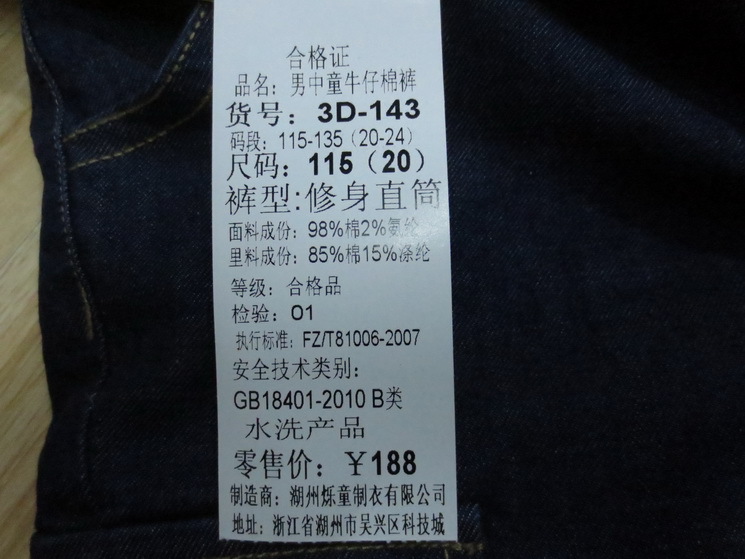 合格证
品名：男中童牛仔棉裤
货号：3D-143
码段：115-135（20-24）
尺码：115（20）
裤型:修身直筒
面料成份：98%棉2%氨纶
里料成份：85%棉15%涤纶
等级：合格品
检验：01
执行标准：FZ/T81006-2007
安全技术类别：
GB18401-2010 B类
水洗产品
零售价：￥188
制造商：湖州烁童制衣有限公司
地址：浙江省湖州市吴兴区科技城